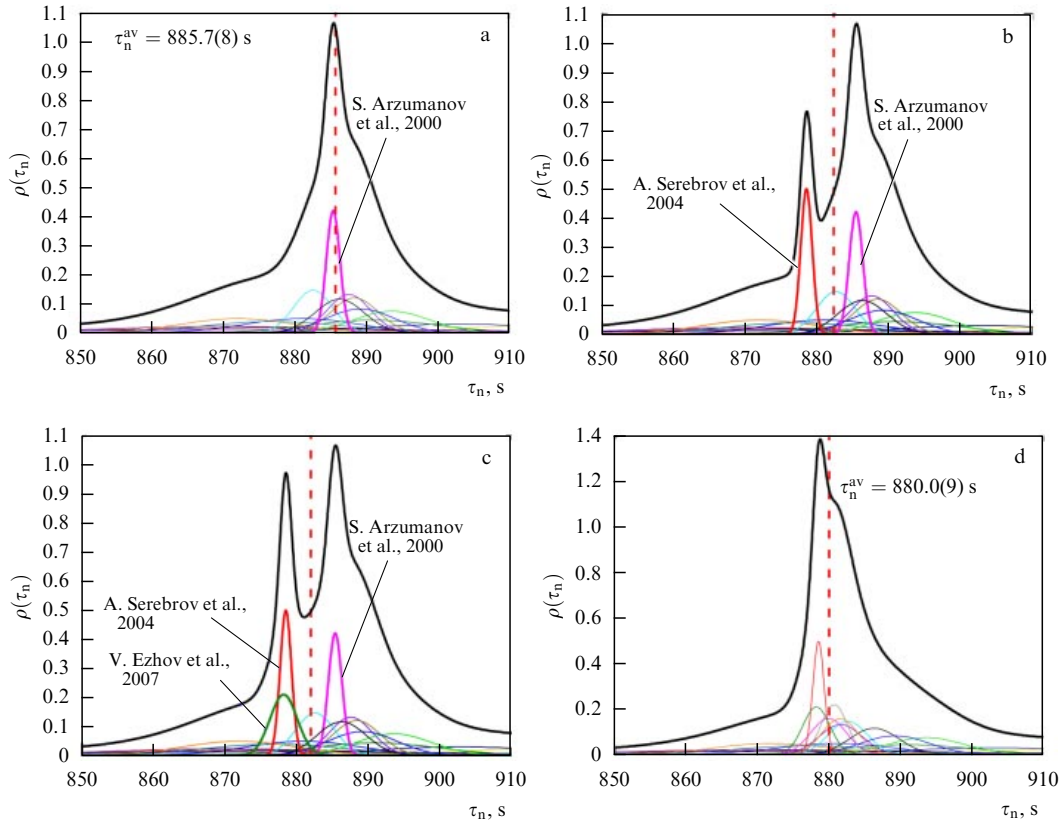 1.1
1.0
0.9
0.8
0.7
0.6
0.5
0.4
0.3
0.2
0.1
0
ρ(τn)
τn^av = 885.7(8) s
a
S. Arzumanov
et al., 2000
850 860 870 880 890 900 910
τn, s
1.1
1.0
0.9
0.8
0.7
0.6
0.5
0.4
0.3
0.2
0.1
0
ρ(τn)
b
S. Arzumanov
et al., 2000
A. Serebrov et al.,
2004
850 860 870 880 890 900 910
τn, s
1.1
1.0
0.9
0.8
0.7
0.6
0.5
0.4
0.3
0.2
0.1
0
ρ(τn)
c
S. Arzumanov
et al., 2000
A. Serebrov et al.,
2004
V. Ezhov et al.,
2007
850 860 870 880 890 900 910
τn, s
1.4
1.2
1.0
0.8
0.6
0.4
0.2
0
ρ(τn)
d
τn^av = 880.0(9) s
850 860 870 880 890 900 910
τn, s